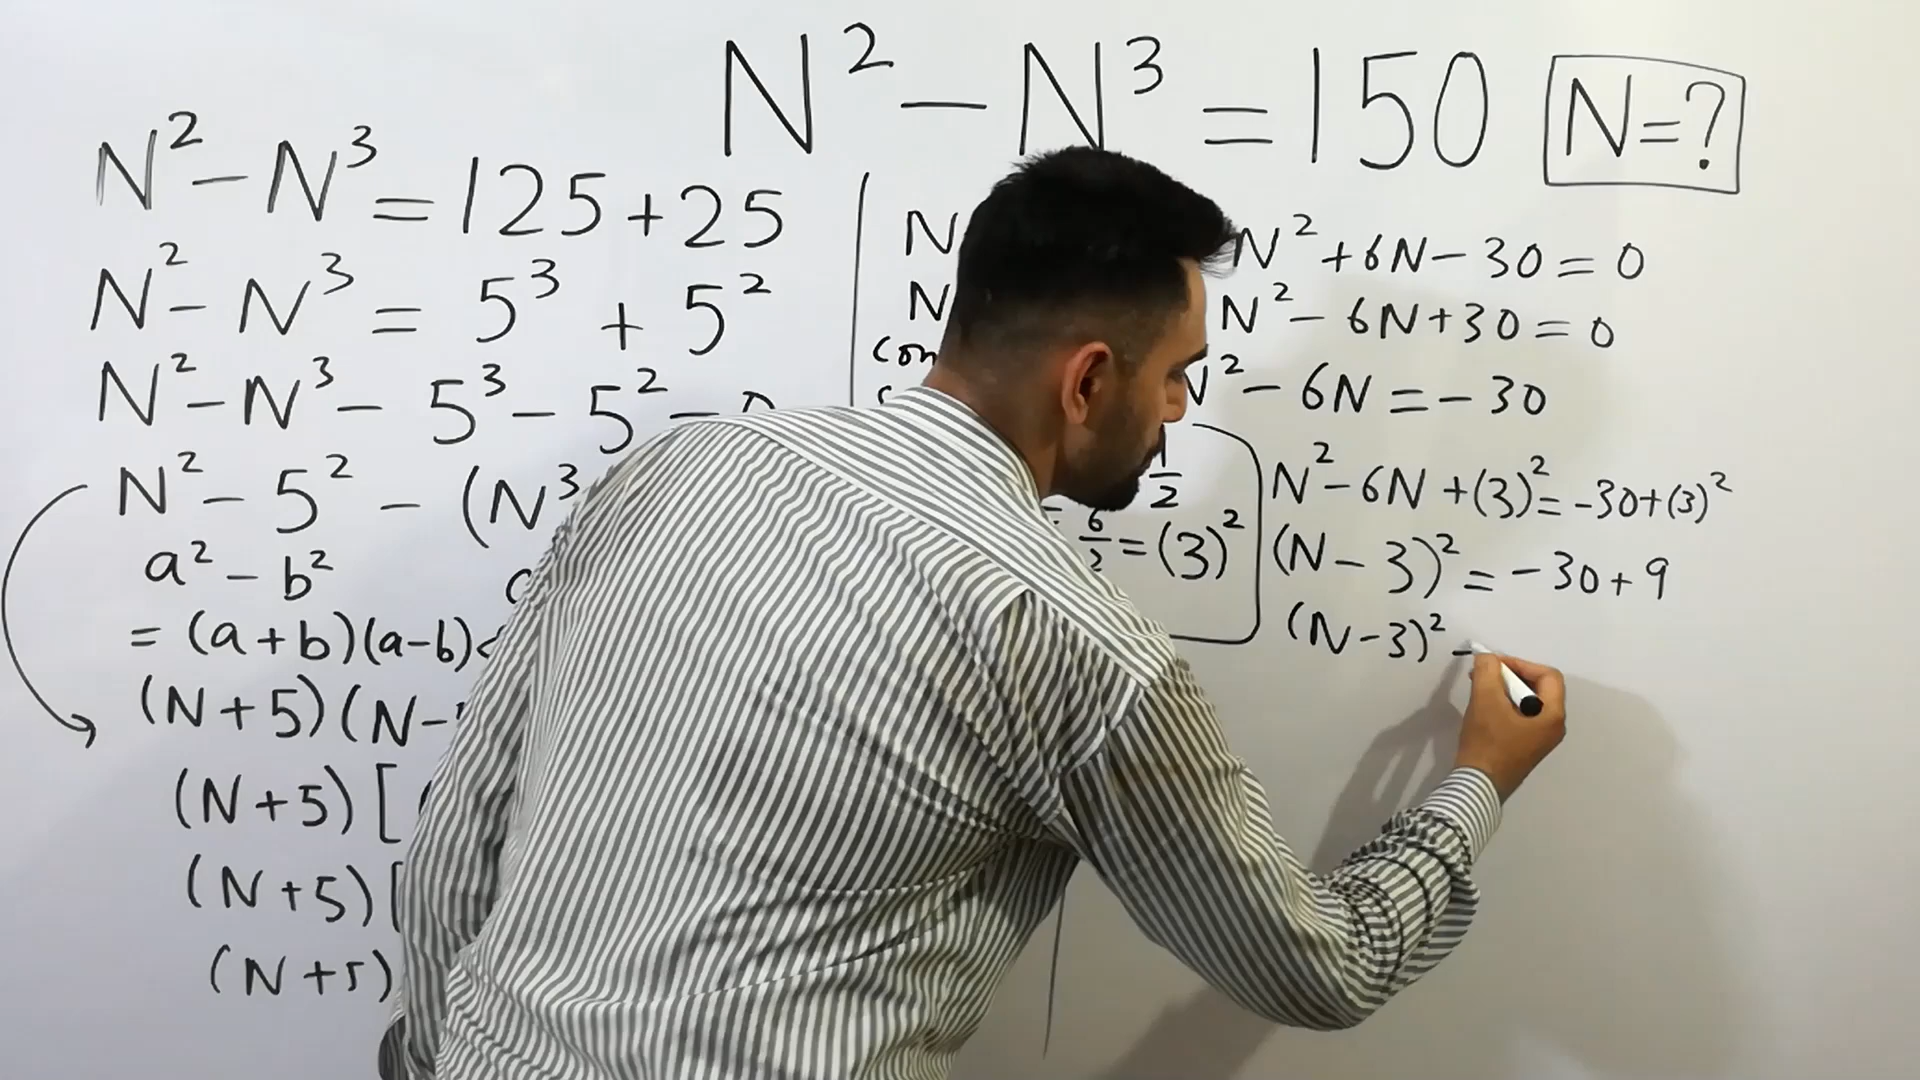 N² − N³ = 150 N=?
N² − N³ = 125 + 25
N² − N³ = 5³ + 5²
N² − N³ − 5³ − 5² =
N² − 5² − (N³
a² − b²
= (a+b)(a−b)
(N+5)(N−
(N+5)[
(N+5)[
(N+5)
N
N
con
1/2
= 6/2 = (3)²
N² + 6N − 30 = 0
N² − 6N + 30 = 0
N² − 6N = − 30
N² − 6N + (3)² = −30 + (3)²
(N − 3)² = −30 + 9
(N−3)² =